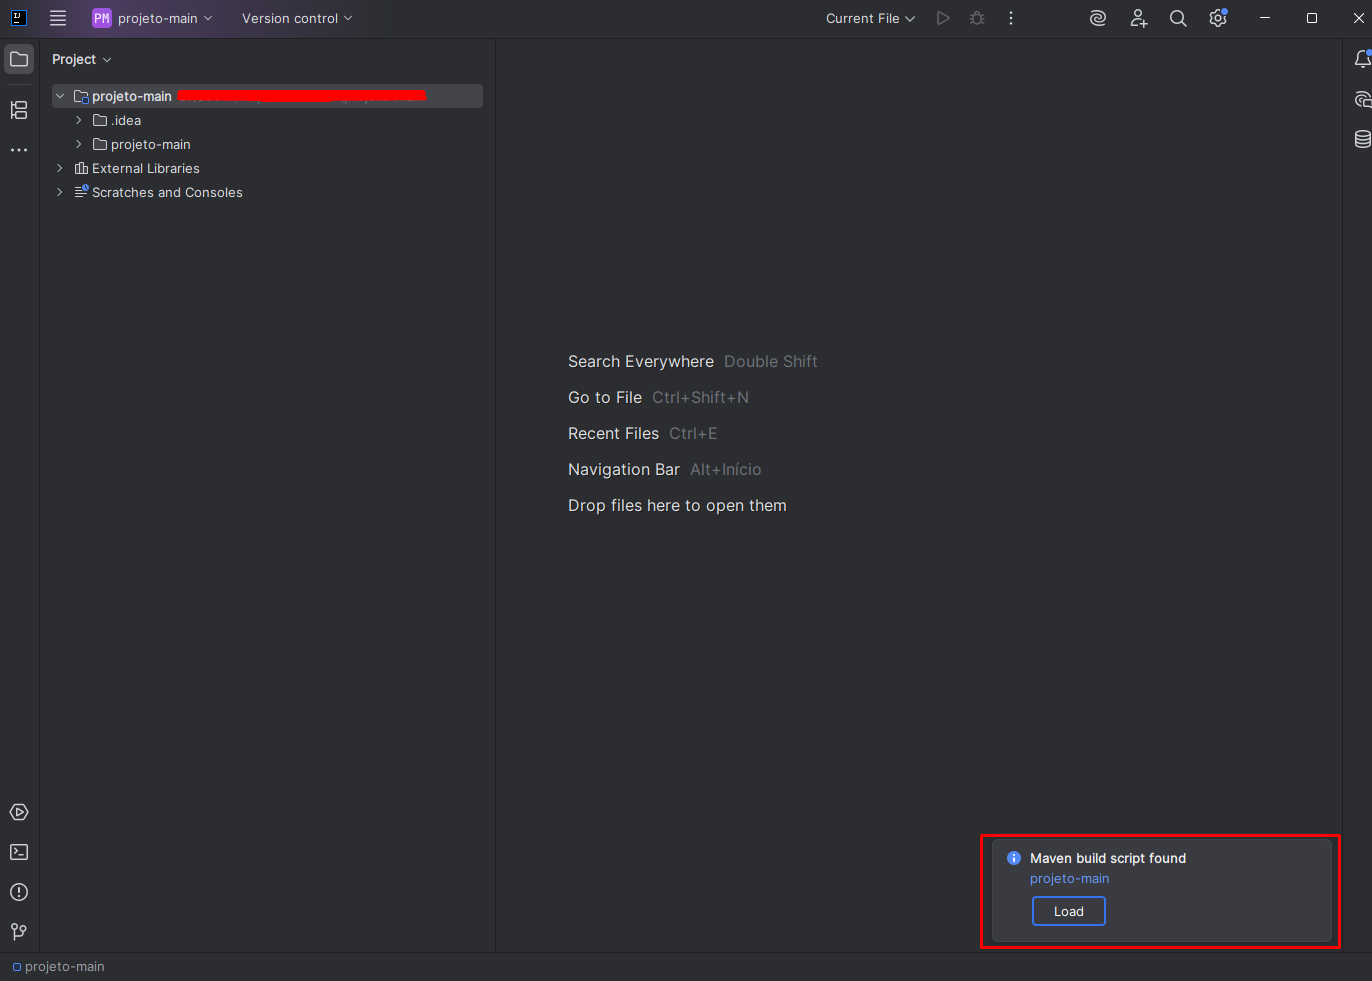 PM projeto-main Version control Current File
Project
projeto-main
.idea
projeto-main
External Libraries
Scratches and Consoles
Search Everywhere Double Shift
Go to File Ctrl+Shift+N
Recent Files Ctrl+E
Navigation Bar Alt+Início
Drop files here to open them
Maven build script found
projeto-main
Load
projeto-main